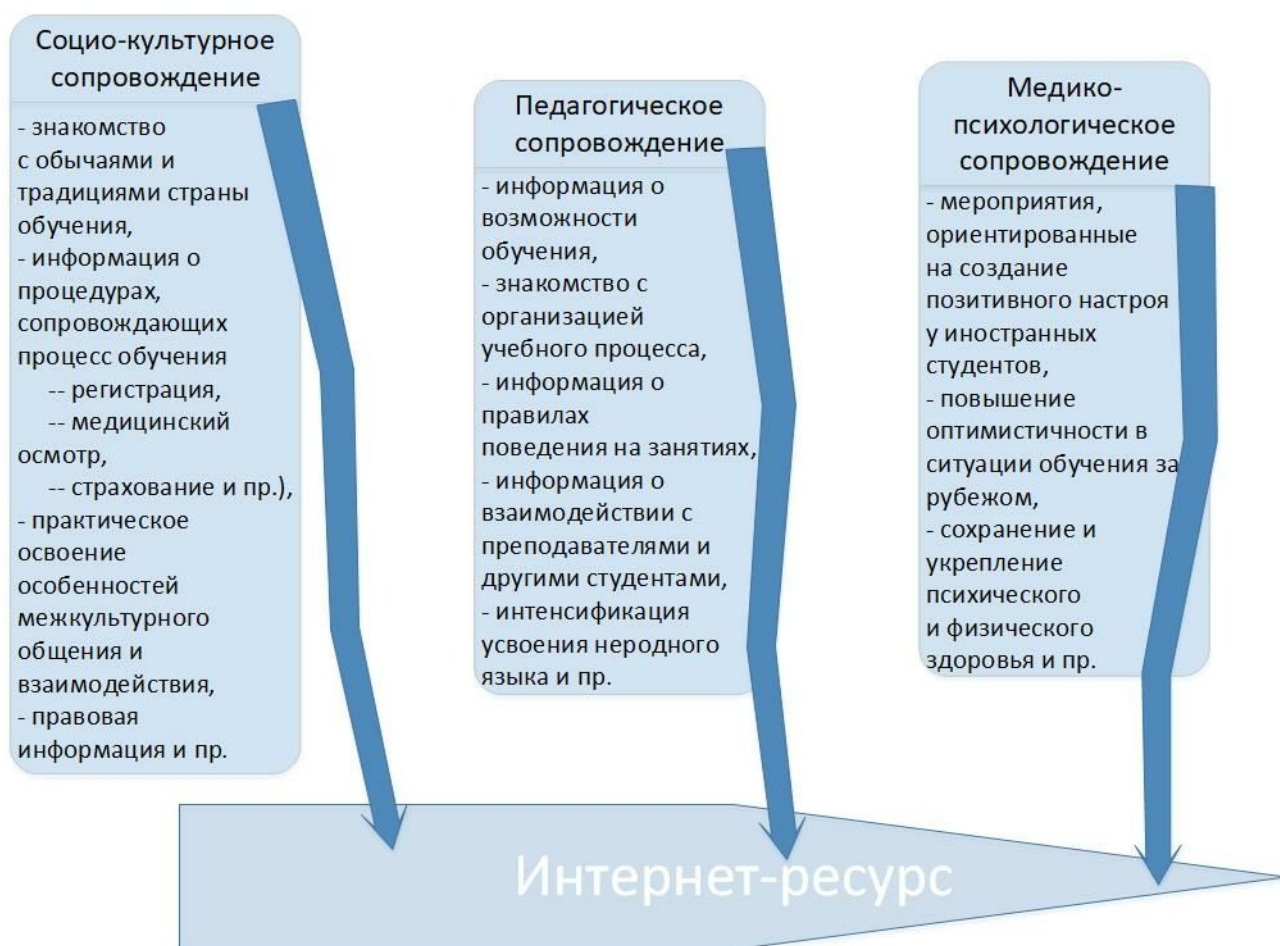 Социо-культурное
сопровождение
- знакомство
с обычаями и
традициями страны
обучения,
- информация о
процедурах,
сопровождающих
процесс обучения
-- регистрация,
-- медицинский
осмотр,
-- страхование и пр.),
- практическое
освоение
особенностей
межкультурного
общения и
взаимодействия,
- правовая
информация и пр.
Педагогическое
сопровождение
- информация о
возможности
обучения,
- знакомство с
организацией
учебного процесса,
- информация о
правилах
поведения на занятиях,
- информация о
взаимодействии с
преподавателями и
другими студентами,
- интенсификация
усвоения неродного
языка и пр.
Медико-
психологическое
сопровождение
- мероприятия,
ориентированные
на создание
позитивного настроя
у иностранных
студентов,
- повышение
оптимистичности в
ситуации обучения за
рубежом,
- сохранение и
укрепление
психического
и физического
здоровья и пр.
Интернет-ресурс